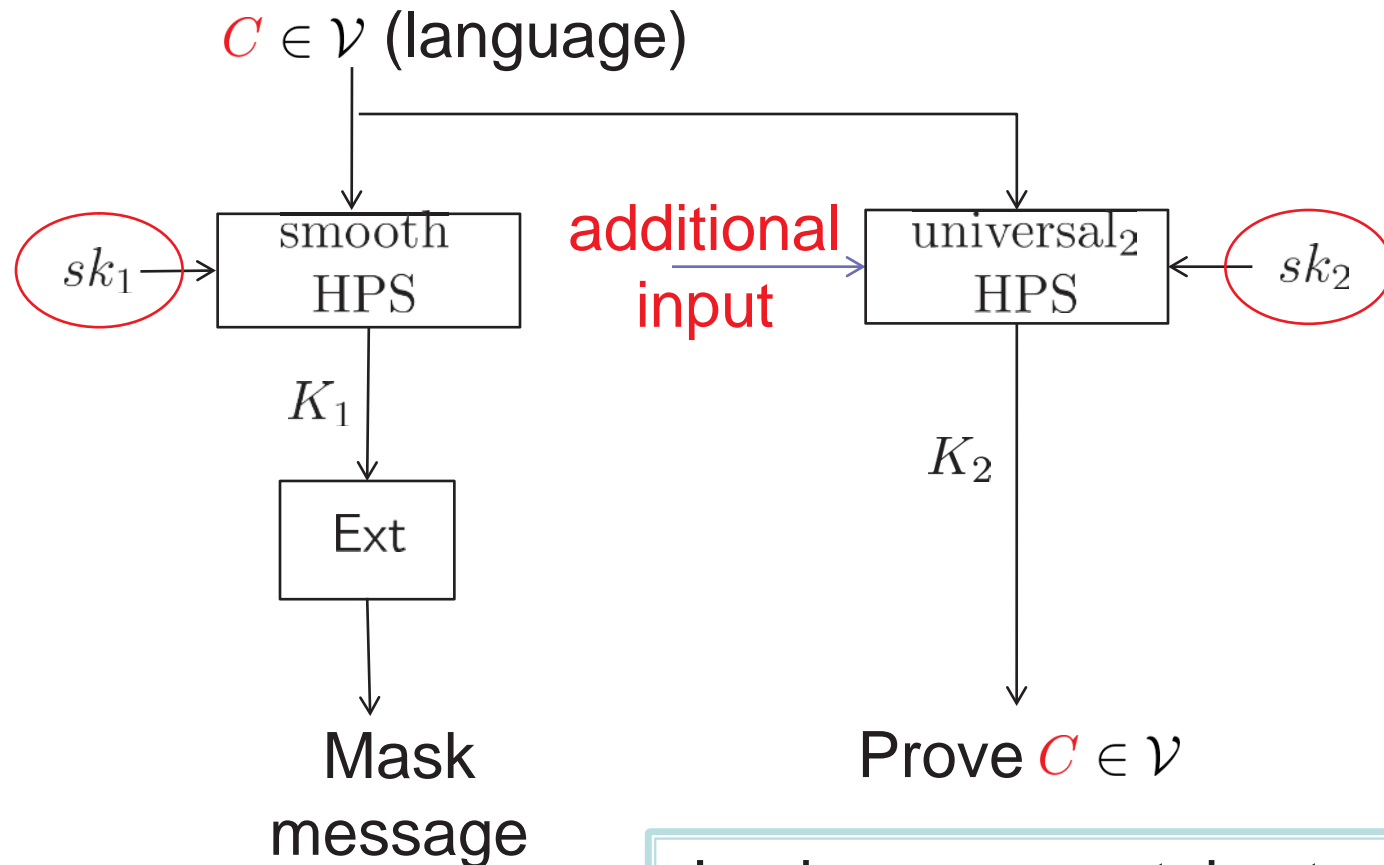 C ∈ 𝒱 (language)
smooth
HPS
sk₁
additional
input
universal₂
HPS
sk₂
K₁
K₂
Ext
Mask
message
Prove C ∈ 𝒱